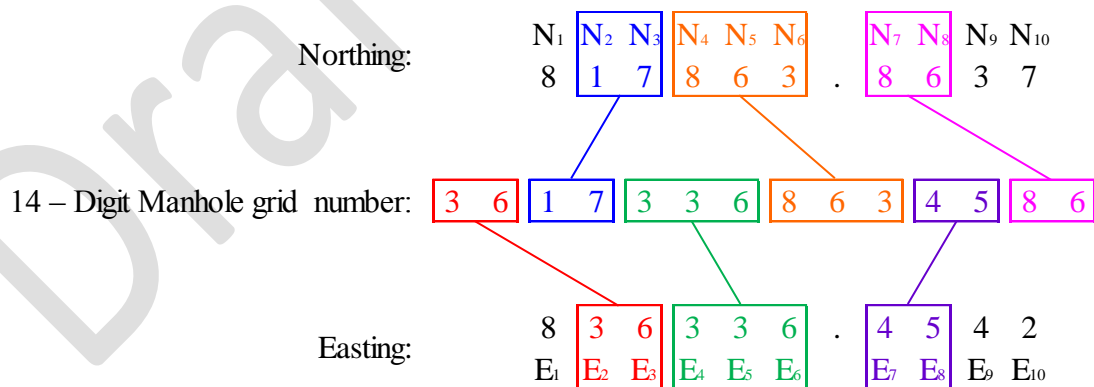 N₁ N₂ N₃ N₄ N₅ N₆ N₇ N₈ N₉ N₁₀
Northing: 8 1 7 8 6 3 . 8 6 3 7
14 – Digit Manhole grid number: 3 6 1 7 3 3 6 8 6 3 4 5 8 6
Easting: 8 3 6 3 3 6 . 4 5 4 2
E₁ E₂ E₃ E₄ E₅ E₆ E₇ E₈ E₉ E₁₀
Dra